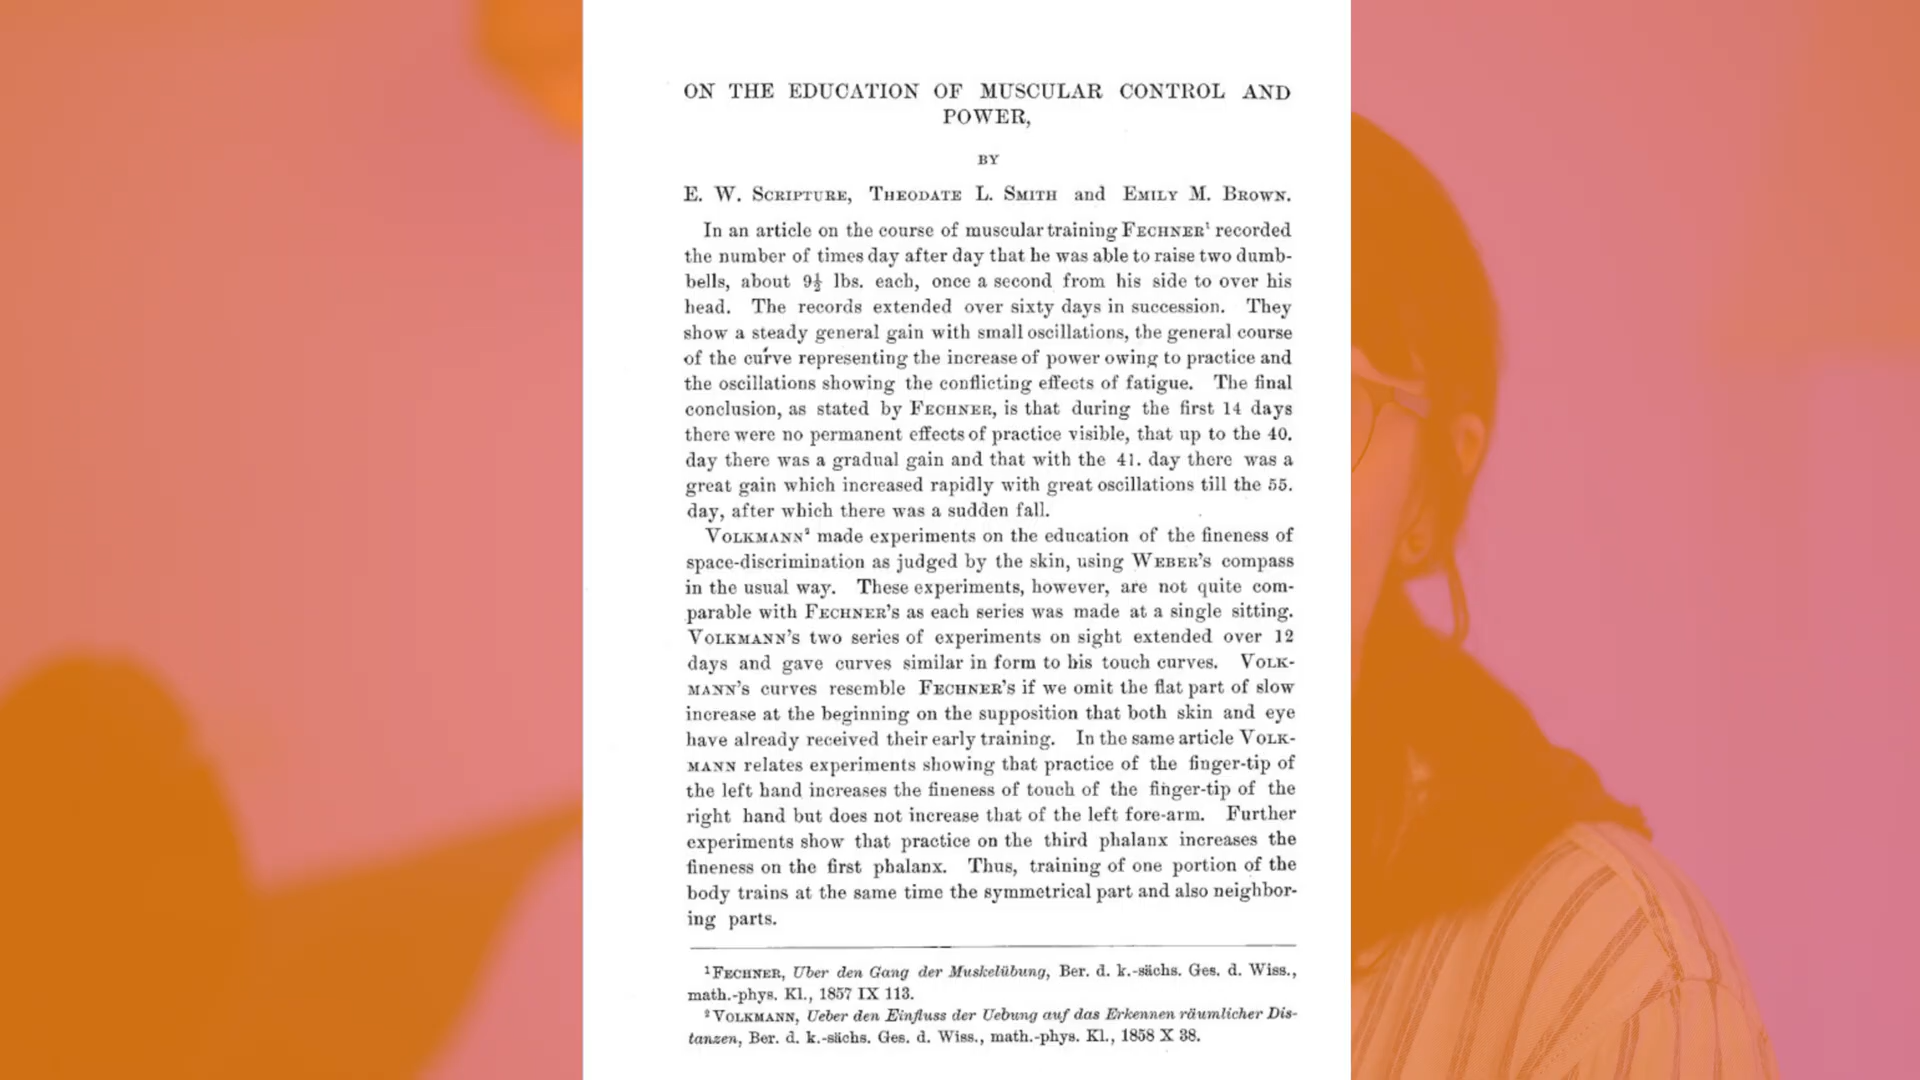 ON THE EDUCATION OF MUSCULAR CONTROL AND
POWER,
BY
E. W. SCRIPTURE, THEODATE L. SMITH and EMILY M. BROWN.
In an article on the course of muscular training FECHNER¹ recorded
the number of times day after day that he was able to raise two dumb-
bells, about 9½ lbs. each, once a second from his side to over his
head. The records extended over sixty days in succession. They
show a steady general gain with small oscillations, the general course
of the curve representing the increase of power owing to practice and
the oscillations showing the conflicting effects of fatigue. The final
conclusion, as stated by FECHNER, is that during the first 14 days
there were no permanent effects of practice visible, that up to the 40.
day there was a gradual gain and that with the 41. day there was a
great gain which increased rapidly with great oscillations till the 55.
day, after which there was a sudden fall.
VOLKMANN² made experiments on the education of the fineness of
space-discrimination as judged by the skin, using WEBER'S compass
in the usual way. These experiments, however, are not quite com-
parable with FECHNER'S as each series was made at a single sitting.
VOLKMANN'S two series of experiments on sight extended over 12
days and gave curves similar in form to his touch curves. VOLK-
MANN'S curves resemble FECHNER'S if we omit the flat part of slow
increase at the beginning on the supposition that both skin and eye
have already received their early training. In the same article VOLK-
MANN relates experiments showing that practice of the finger-tip of
the left hand increases the fineness of touch of the finger-tip of the
right hand but does not increase that of the left fore-arm. Further
experiments show that practice on the third phalanx increases the
fineness on the first phalanx. Thus, training of one portion of the
body trains at the same time the symmetrical part and also neighbor-
ing parts.
¹ FECHNER, Uber den Gang der Muskelübung, Ber. d. k.-sächs. Ges. d. Wiss.,
math.-phys. Kl., 1857 IX 113.
² VOLKMANN, Ueber den Einfluss der Uebung auf das Erkennen räumlicher Dis-
tanzen, Ber. d. k.-sächs. Ges. d. Wiss., math.-phys. Kl., 1858 X 38.